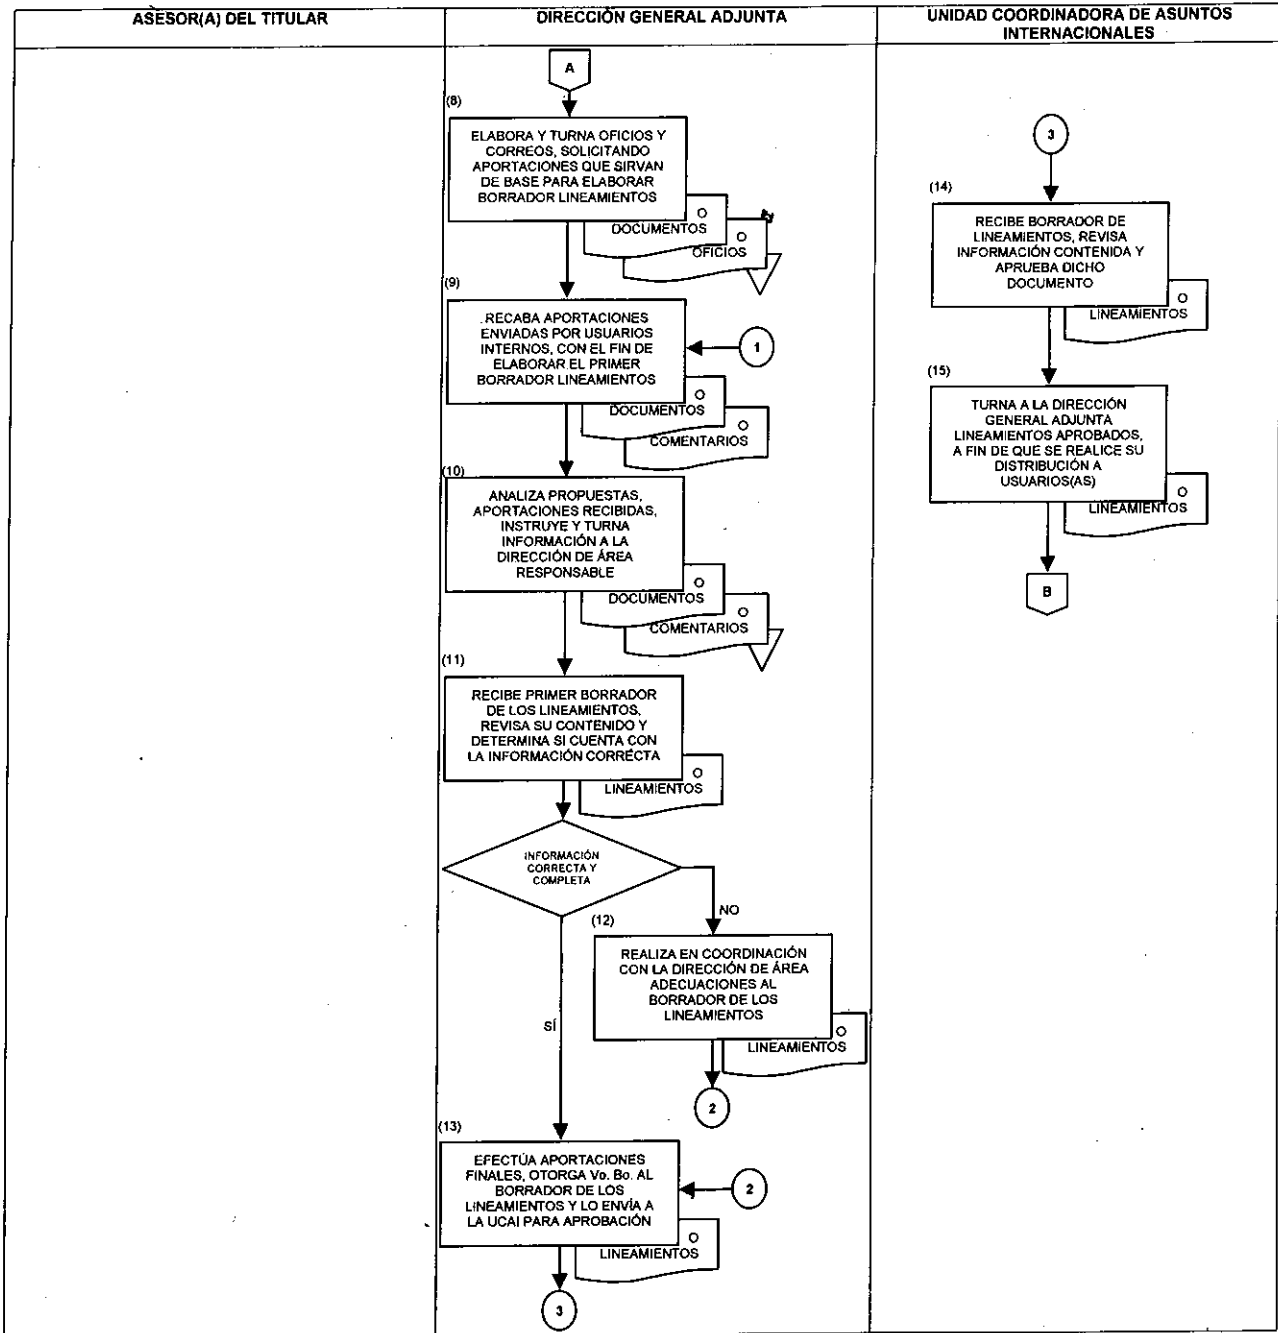 ASESOR(A) DEL TITULAR
DIRECCIÓN GENERAL ADJUNTA
UNIDAD COORDINADORA DE ASUNTOS
INTERNACIONALES
A
(8)
ELABORA Y TURNA OFICIOS Y
CORREOS, SOLICITANDO
APORTACIONES QUE SIRVAN
DE BASE PARA ELABORAR
BORRADOR LINEAMIENTOS
O
DOCUMENTOS
O
OFICIOS
(9)
RECABA APORTACIONES
ENVIADAS POR USUARIOS
INTERNOS, CON EL FIN DE
ELABORAR EL PRIMER
BORRADOR LINEAMIENTOS
1
O
DOCUMENTOS
O
COMENTARIOS
(10)
ANALIZA PROPUESTAS,
APORTACIONES RECIBIDAS,
INSTRUYE Y TURNA
INFORMACIÓN A LA
DIRECCIÓN DE ÁREA
RESPONSABLE
O
DOCUMENTOS
O
COMENTARIOS
(11)
RECIBE PRIMER BORRADOR
DE LOS LINEAMIENTOS,
REVISA SU CONTENIDO Y
DETERMINA SI CUENTA CON
LA INFORMACIÓN CORRECTA
O
LINEAMIENTOS
INFORMACIÓN
CORRECTA Y
COMPLETA
NO
(12)
REALIZA EN COORDINACIÓN
CON LA DIRECCIÓN DE ÁREA
ADECUACIONES AL
BORRADOR DE LOS
LINEAMIENTOS
O
LINEAMIENTOS
2
SÍ
(13)
EFECTÚA APORTACIONES
FINALES, OTORGA Vo. Bo. AL
BORRADOR DE LOS
LINEAMIENTOS Y LO ENVÍA A
LA UCAI PARA APROBACIÓN
2
O
LINEAMIENTOS
3
3
(14)
RECIBE BORRADOR DE
LINEAMIENTOS, REVISA
INFORMACIÓN CONTENIDA Y
APRUEBA DICHO
DOCUMENTO
O
LINEAMIENTOS
(15)
TURNA A LA DIRECCIÓN
GENERAL ADJUNTA
LINEAMIENTOS APROBADOS,
A FIN DE QUE SE REALICE SU
DISTRIBUCIÓN A
USUARIOS(AS)
O
LINEAMIENTOS
B